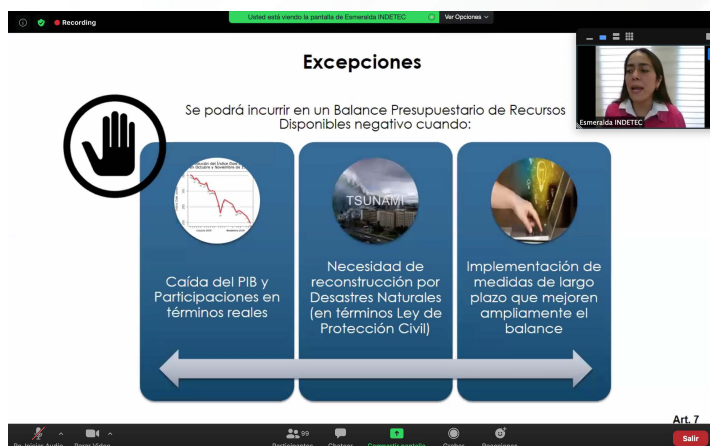 Recording
Usted está viendo la pantalla de Esmeralda INDETEC
Ver Opciones
Excepciones
Esmeralda INDETEC
Se podrá incurrir en un Balance Presupuestario de Recursos
Disponibles negativo cuando:
TSUNAMI
Caída del PIB y
Participaciones en
términos reales
Necesidad de
reconstrucción por
Desastres Naturales
(en términos Ley de
Protección Civil)
Implementación de
medidas de largo
plazo que mejoren
ampliamente el
balance
Art. 7
99
Salir